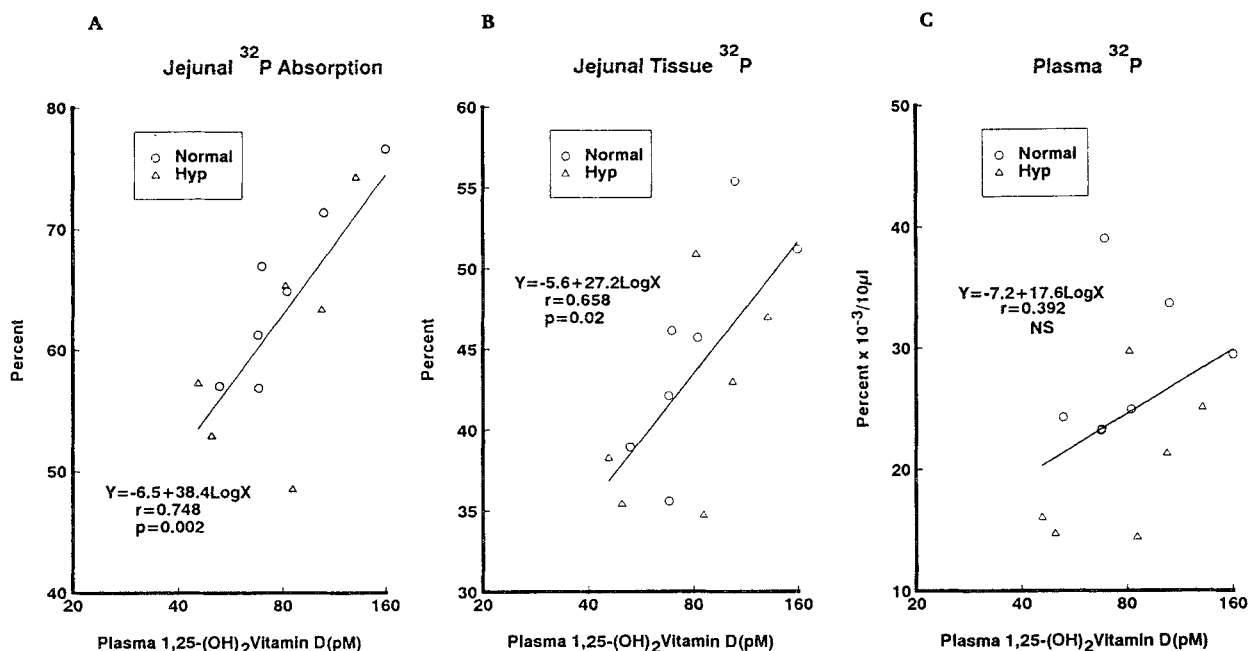 A
Jejunal 32P Absorption
80
70
60
50
40
Percent
Normal
Hyp
Y=-6.5+38.4LogX
r=0.748
p=0.002
20 40 80 160
Plasma 1,25-(OH)2Vitamin D(pM)
B
Jejunal Tissue 32P
60
55
50
45
40
35
30
Percent
Normal
Hyp
Y=-5.6+27.2LogX
r=0.658
p=0.02
20 40 80 160
Plasma 1,25-(OH)2Vitamin D(pM)
C
Plasma 32P
50
40
30
20
10
Percent x 10-3/10µl
Normal
Hyp
Y=-7.2+17.6LogX
r=0.392
NS
20 40 80 160
Plasma 1,25-(OH)2Vitamin D(pM)